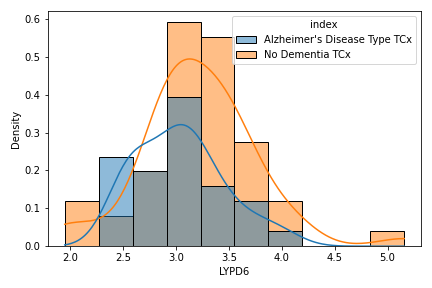 index
Alzheimer's Disease Type TCx
No Dementia TCx
0.6
0.5
0.4
0.3
0.2
0.1
0.0
Density
2.0 2.5 3.0 3.5 4.0 4.5 5.0
LYPD6